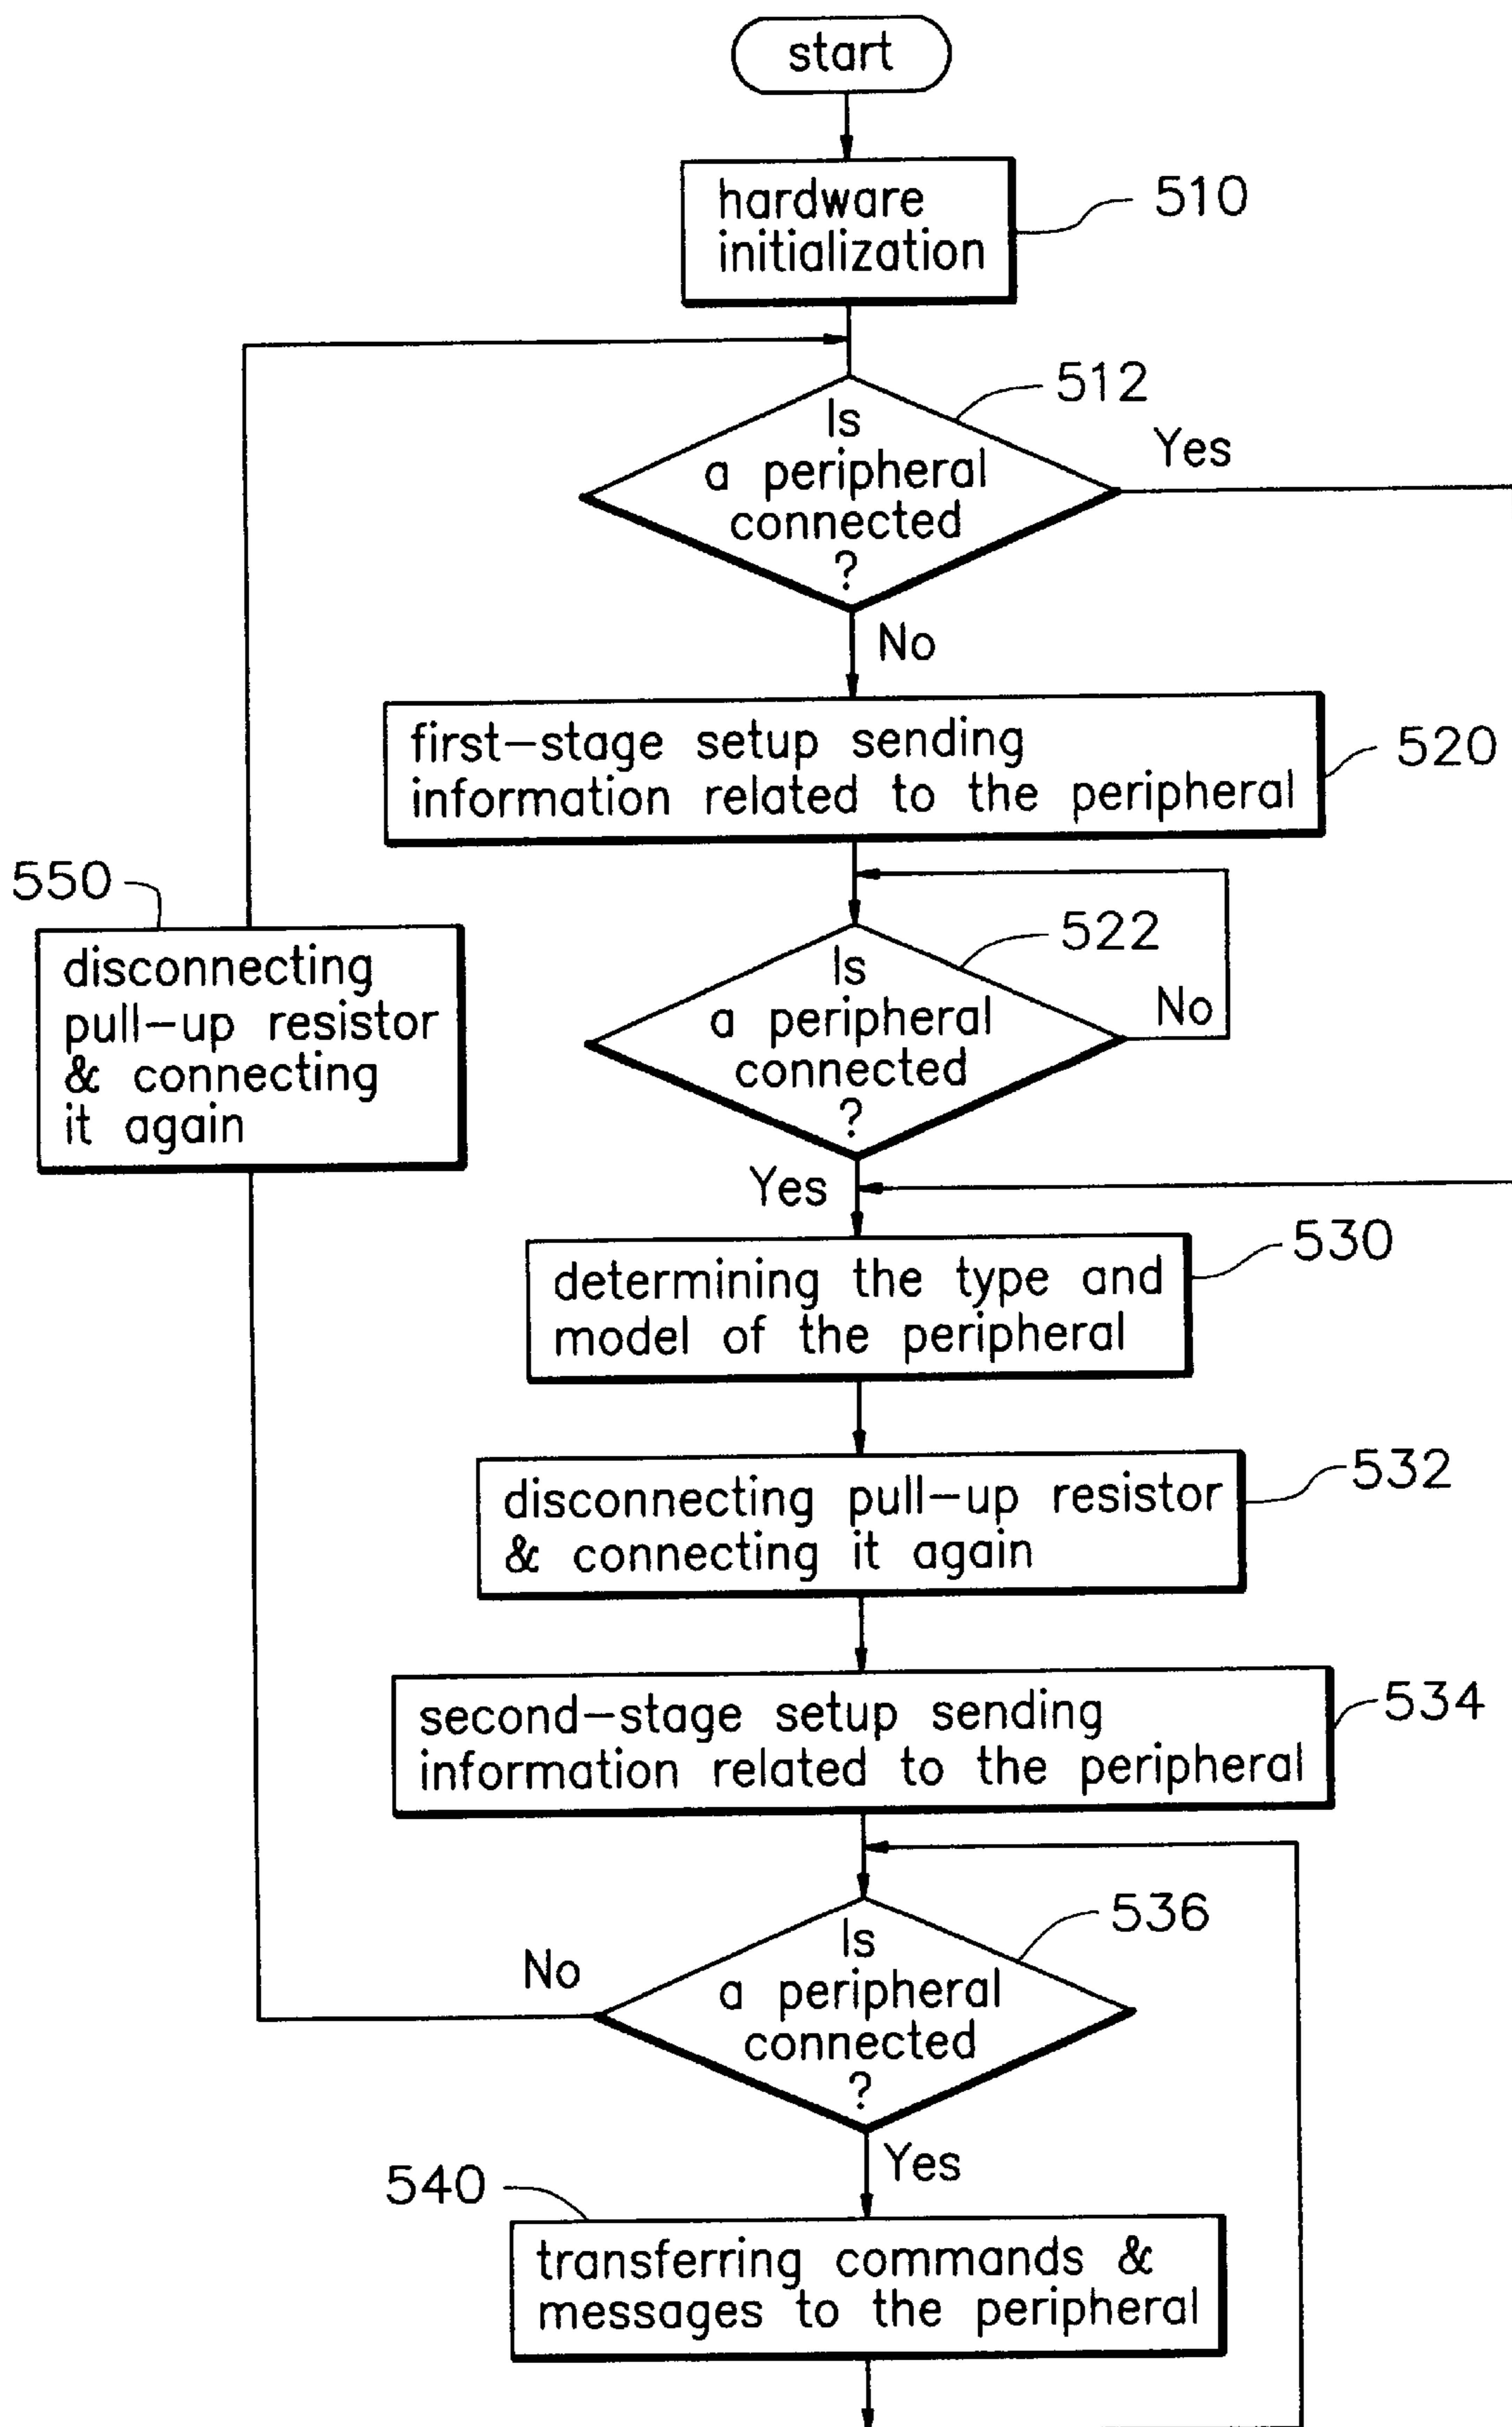 start
hardware
initialization
510
512
Is
a peripheral
connected
?
Yes
No
first-stage setup sending
information related to the peripheral
520
550
disconnecting
pull-up resistor
& connecting
it again
522
Is
a peripheral
connected
?
No
Yes
530
determining the type and
model of the peripheral
532
disconnecting pull-up resistor
& connecting it again
534
second-stage setup sending
information related to the peripheral
536
Is
a peripheral
connected
?
No
Yes
540
transferring commands &
messages to the peripheral